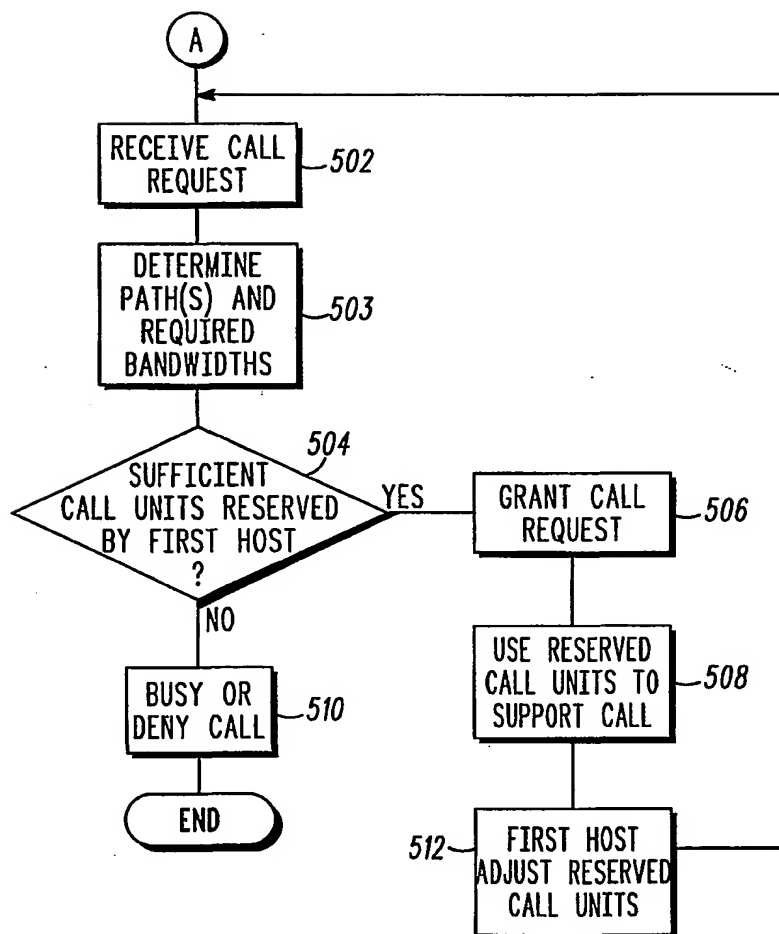 A
RECEIVE CALL
REQUEST
502
DETERMINE
PATH(S) AND
REQUIRED
BANDWIDTHS
503
504
SUFFICIENT
CALL UNITS RESERVED
BY FIRST HOST
?
YES
NO
GRANT CALL
REQUEST
506
USE RESERVED
CALL UNITS TO
SUPPORT CALL
508
BUSY OR
DENY CALL
510
END
512
FIRST HOST
ADJUST RESERVED
CALL UNITS